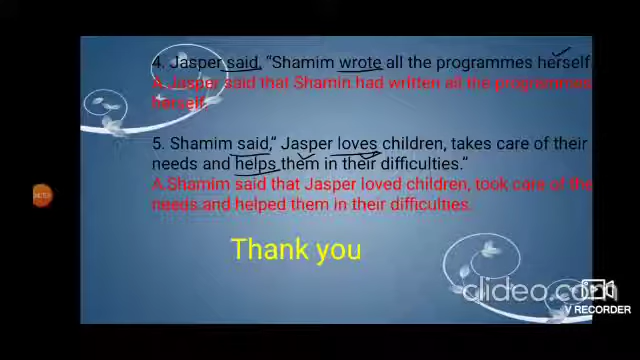 4. Jasper said, “Shamim wrote all the programmes herself
A. Jasper said that Shamin had written all the programmes
herself.
5. Shamim said,“ Jasper loves children, takes care of their
needs and helps them in their difficulties.”
A.Shamim said that Jasper loved children, took care of the
needs and helped them in their difficulties.
Thank you
clideo.com
V RECORDER